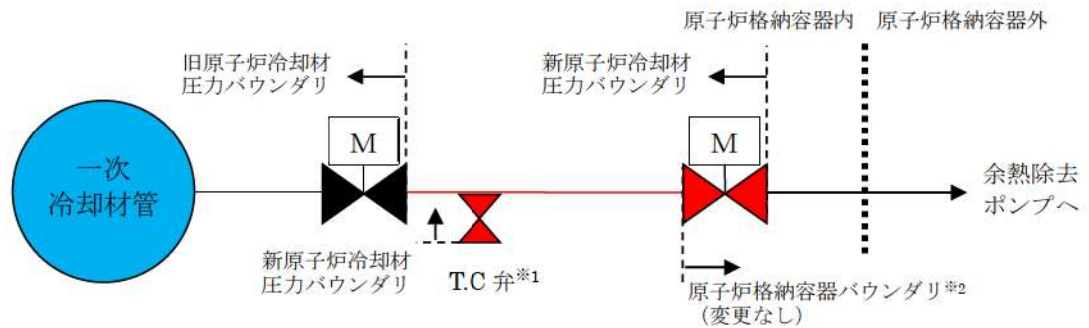 原子炉格納容器内
原子炉格納容器外
旧原子炉冷却材
圧力バウンダリ
新原子炉冷却材
圧力バウンダリ
M
M
一次
冷却材管
余熱除去
ポンプへ
新原子炉冷却材
圧力バウンダリ
T.C 弁※1
原子炉格納容器バウンダリ※2
（変更なし）